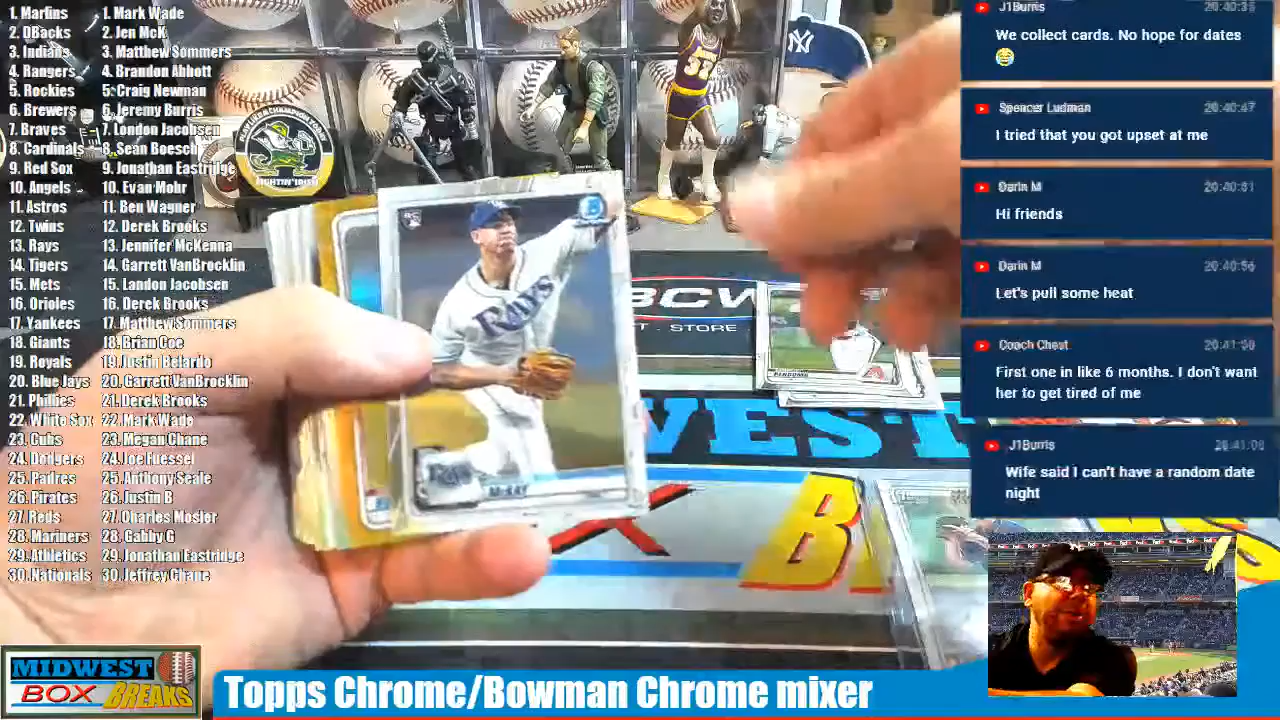 1. Marlins 1. Mark Wade
2. DBacks 2. Jen McK
3. Indians 3. Matthew Sommers
4. Rangers 4. Brandon Abbott
5. Rockies 5. Craig Newman
6. Brewers 6. Jeremy Burris
7. Braves 7. London Jacobsen
8. Cardinals 8. Sean Boesch
9. Red Sox 9. Jonathan Eastridge
10. Angels 10. Evan Mohr
11. Astros 11. Ben Wagner
12. Twins 12. Derek Brooks
13. Rays 13. Jennifer McKenna
14. Tigers 14. Garrett VanBrocklin
15. Mets 15. Landon Jacobsen
16. Orioles 16. Derek Brooks
17. Yankees 17. Matthew Sommers
18. Giants 18. Brian Coe
19. Royals 19. Justin Belardo
20. Blue Jays 20. Garrett VanBrocklin
21. Phillies 21. Derek Brooks
22. White Sox 22. Mark Wade
23. Cubs 23. Megan Chane
24. Dodgers 24. Joe Fuessel
25. Padres 25. Anthony Seale
26. Pirates 26. Justin B
27. Reds 27. Charles Mosier
28. Mariners 28. Gabby G
29. Athletics 29. Jonathan Eastridge
30. Nationals 30. Jeffrey Chane
FIGHTIN' IRISH
32
RAYS
McKAY
BCW
T - STORE
WEST
B
J1Burris 20:40:35
We collect cards. No hope for dates
😂
Spencer Ludman 20:40:47
I tried that you got upset at me
Darin M 20:40:51
Hi friends
Darin M 20:40:56
Let's pull some heat
Coach Cheat 20:41:00
First one in like 6 months. I don't want
her to get tired of me
J1Burris 20:41:08
Wife said I can't have a random date
night
MIDWEST
BOX BREAKS
Topps Chrome/Bowman Chrome mixer